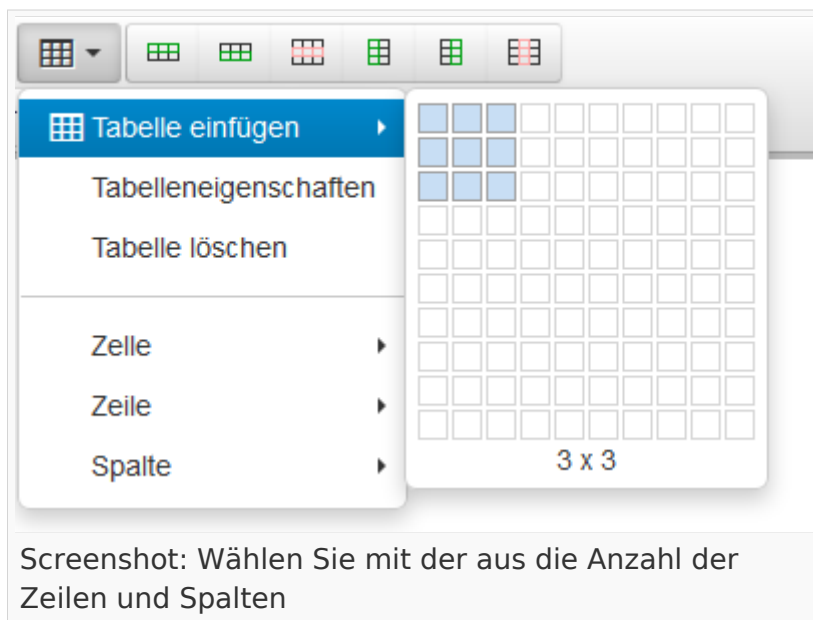 Tabelle einfügen
Tabelleneigenschaften
Tabelle löschen
Zelle
Zeile
Spalte
3 x 3
Screenshot: Wählen Sie mit der aus die Anzahl der
Zeilen und Spalten